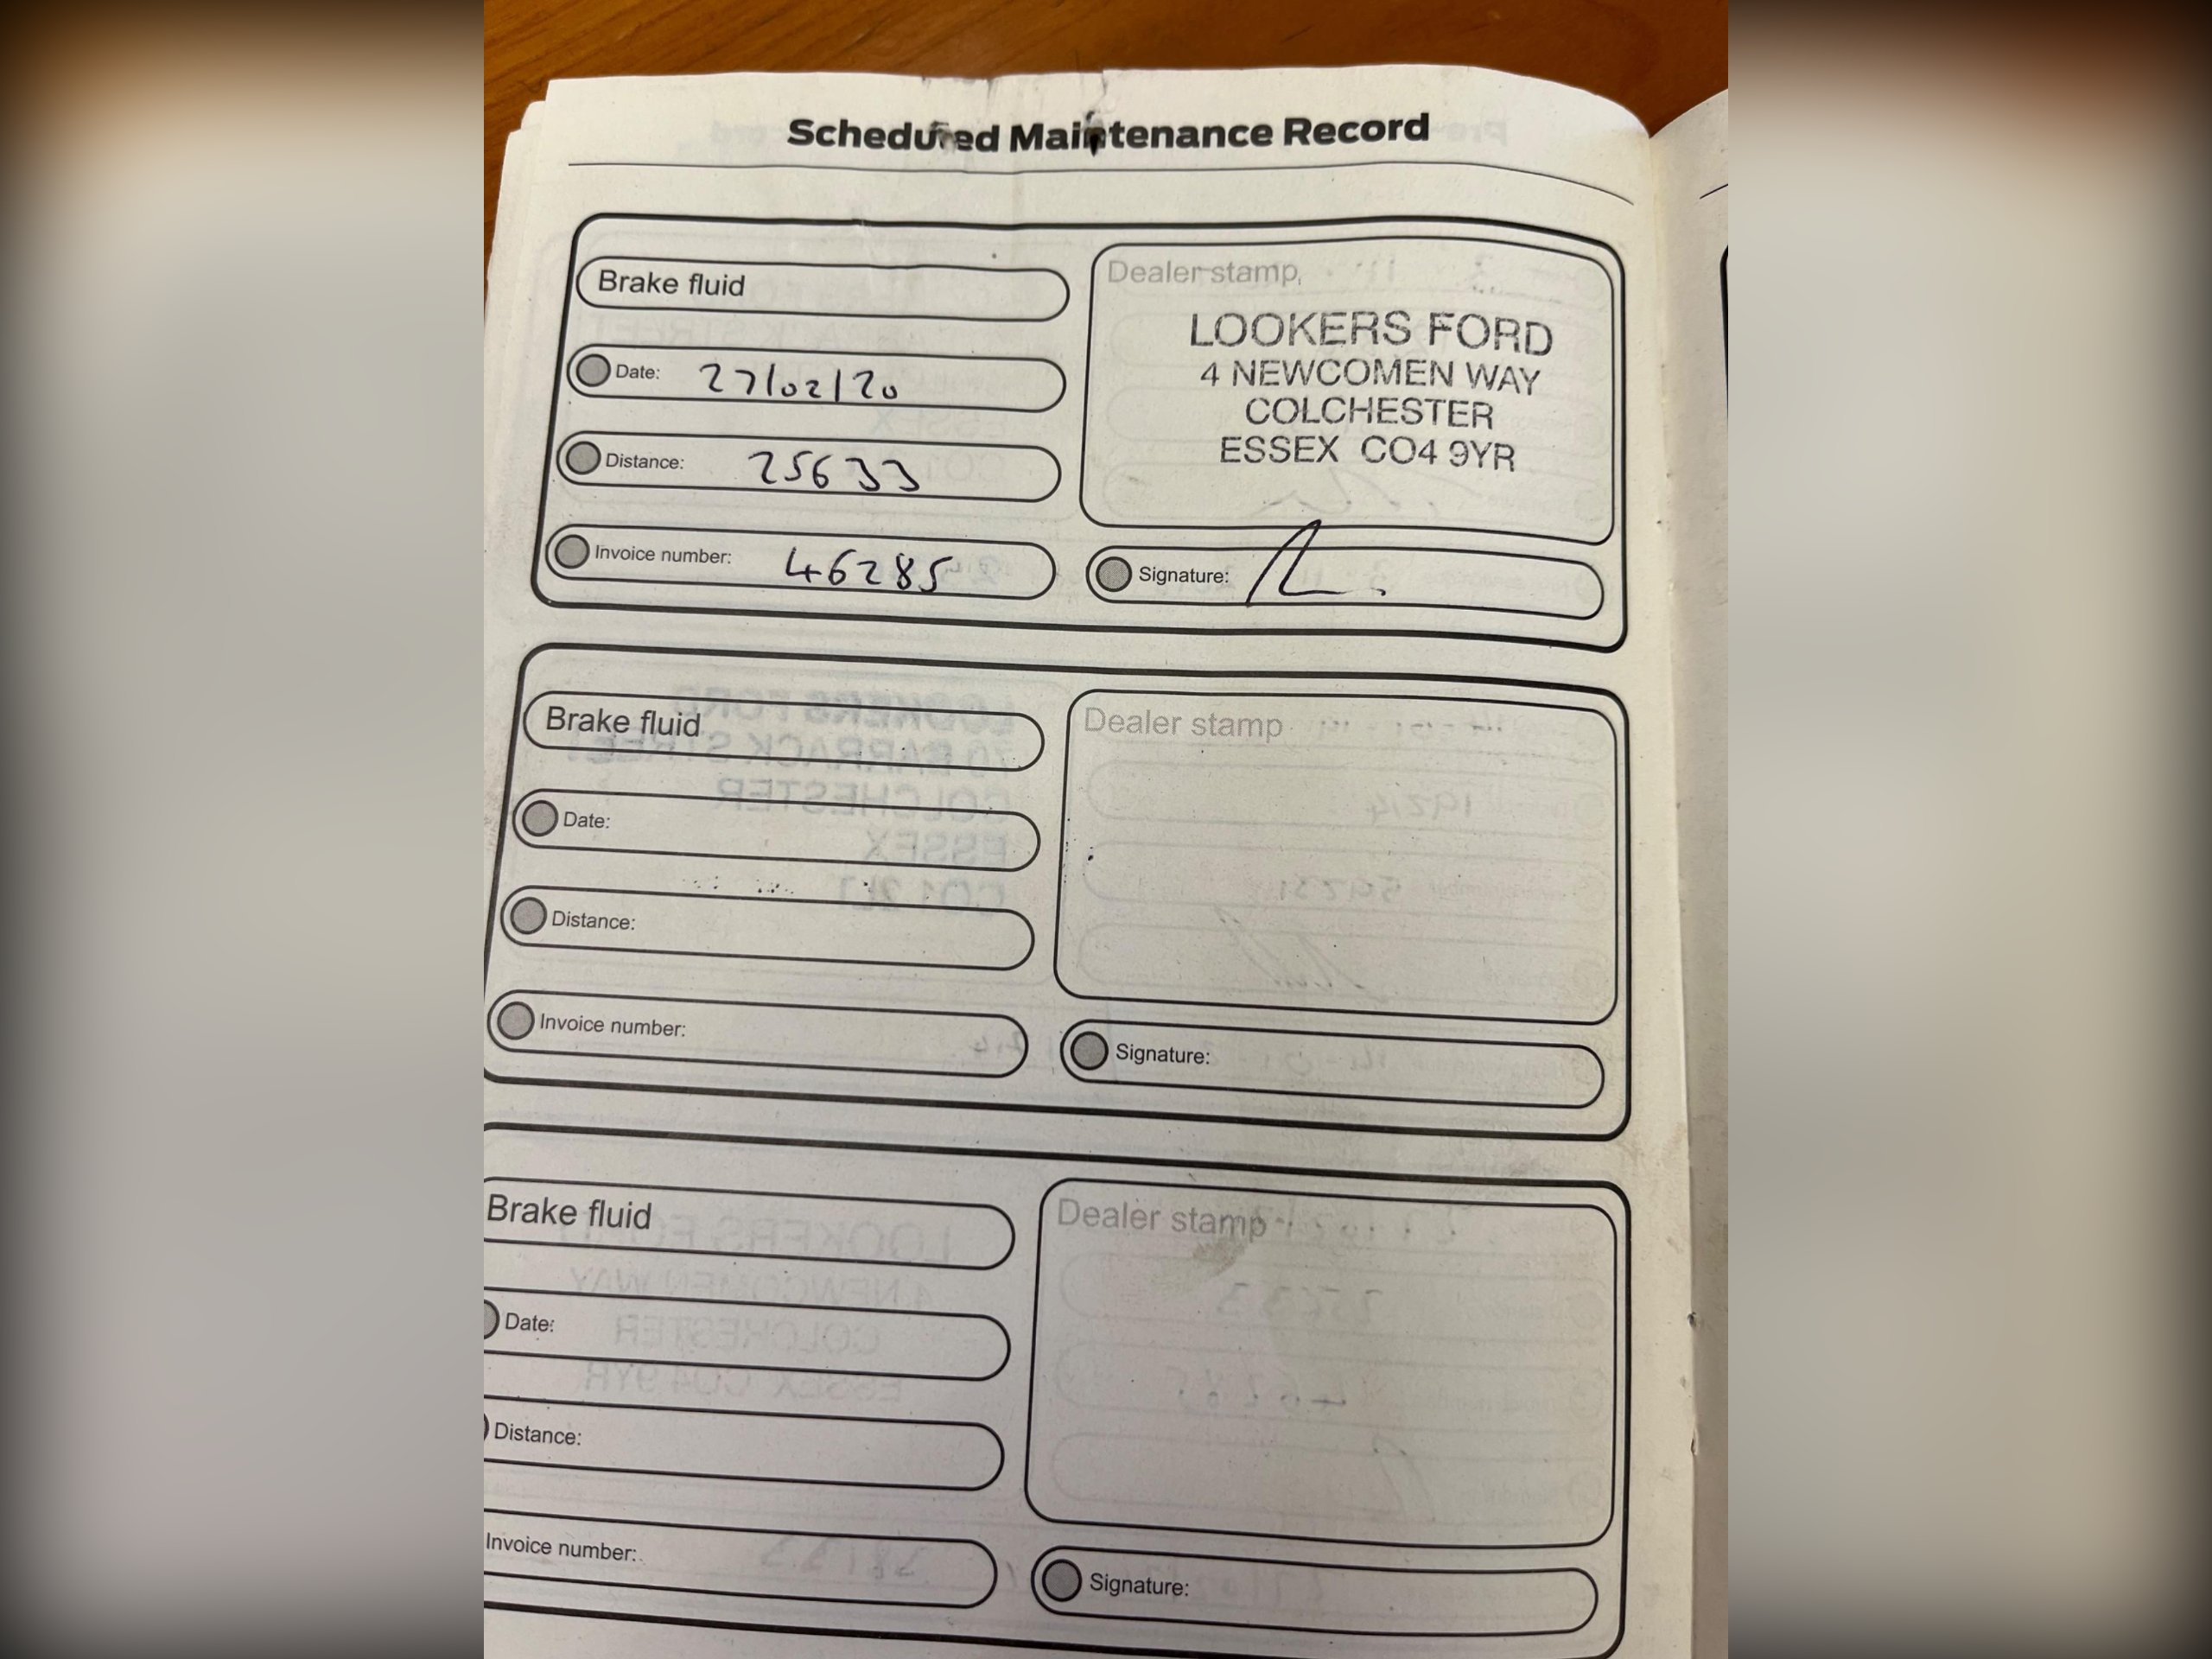 Scheduled Maintenance Record
Brake fluid
Date: 27/02/20
Distance: 25633
Invoice number: 46285
Dealer stamp
LOOKERS FORD
4 NEWCOMEN WAY
COLCHESTER
ESSEX CO4 9YR
Signature:
Brake fluid
Date:
Distance:
Invoice number:
Dealer stamp
Signature:
Brake fluid
Date:
Distance:
Invoice number:
Dealer stamp
Signature: